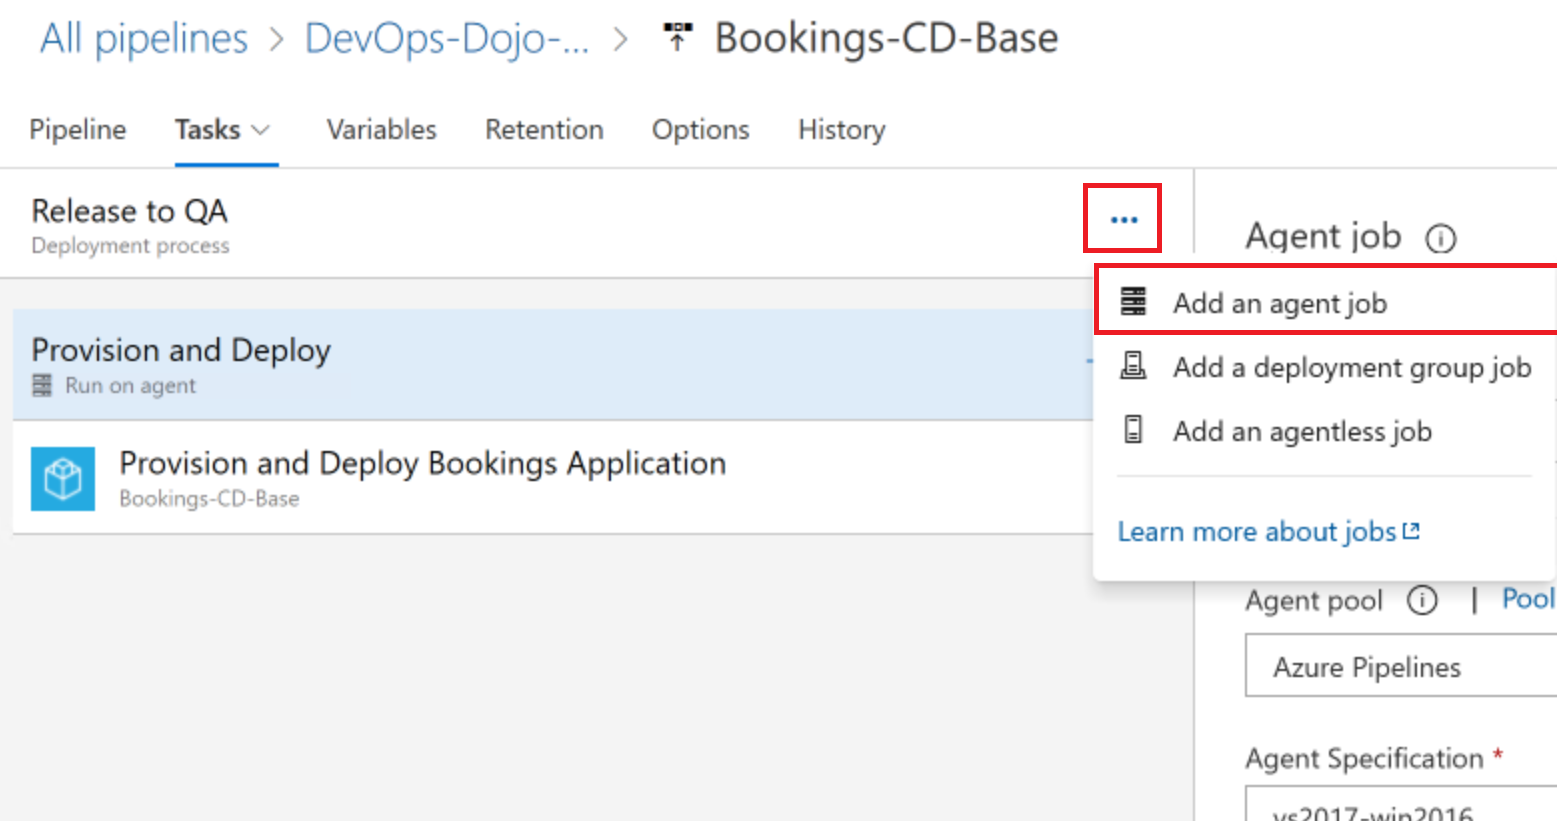 All pipelines > DevOps-Dojo-... > Bookings-CD-Base
Pipeline Tasks Variables Retention Options History
Release to QA
Deployment process
...
Agent job
Add an agent job
Add a deployment group job
Add an agentless job
Learn more about jobs
Provision and Deploy
Run on agent
Provision and Deploy Bookings Application
Bookings-CD-Base
Agent pool | Pool
Azure Pipelines
Agent Specification *
vs2017-win2016